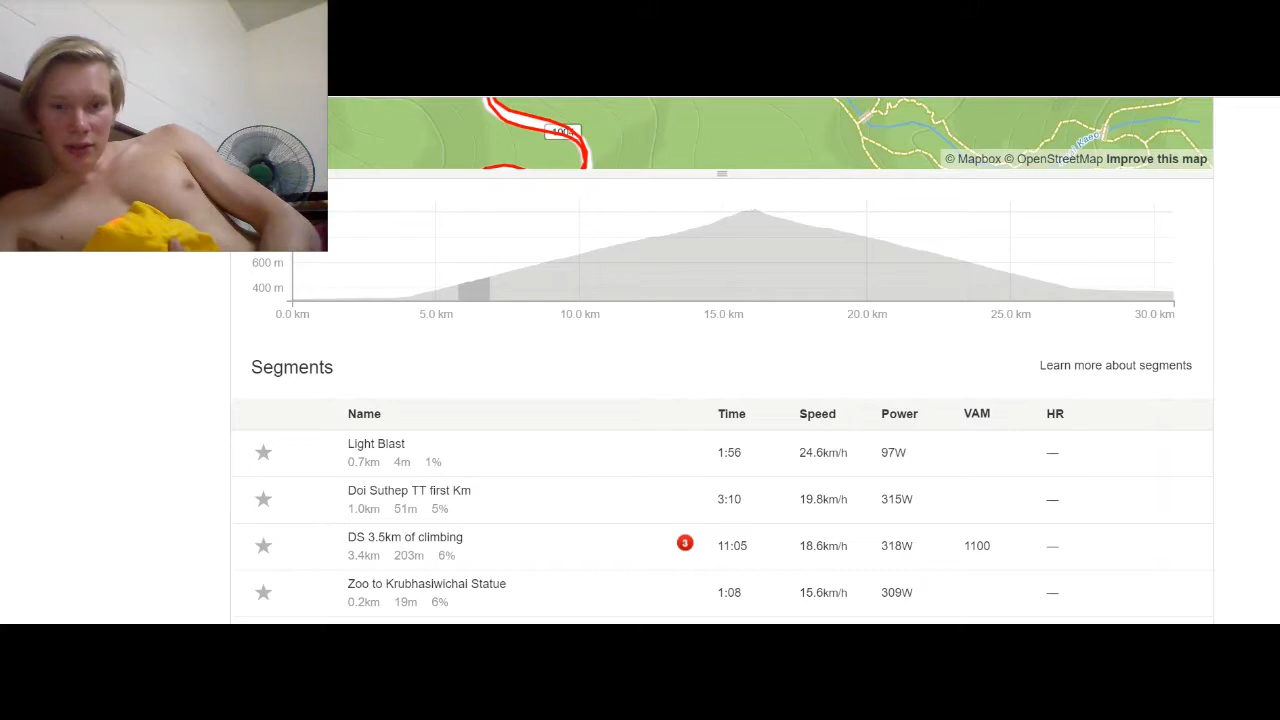 © Mapbox © OpenStreetMap Improve this map
600 m
400 m
0.0 km 5.0 km 10.0 km 15.0 km 20.0 km 25.0 km 30.0 km
Segments Learn more about segments
Name Time Speed Power VAM HR
Light Blast
0.7km 4m 1% 1:56 24.6km/h 97W —
Doi Suthep TT first Km
1.0km 51m 5% 3:10 19.8km/h 315W —
DS 3.5km of climbing
3.4km 203m 6% 3 11:05 18.6km/h 318W 1100 —
Zoo to Krubhasiwichai Statue
0.2km 19m 6% 1:08 15.6km/h 309W —